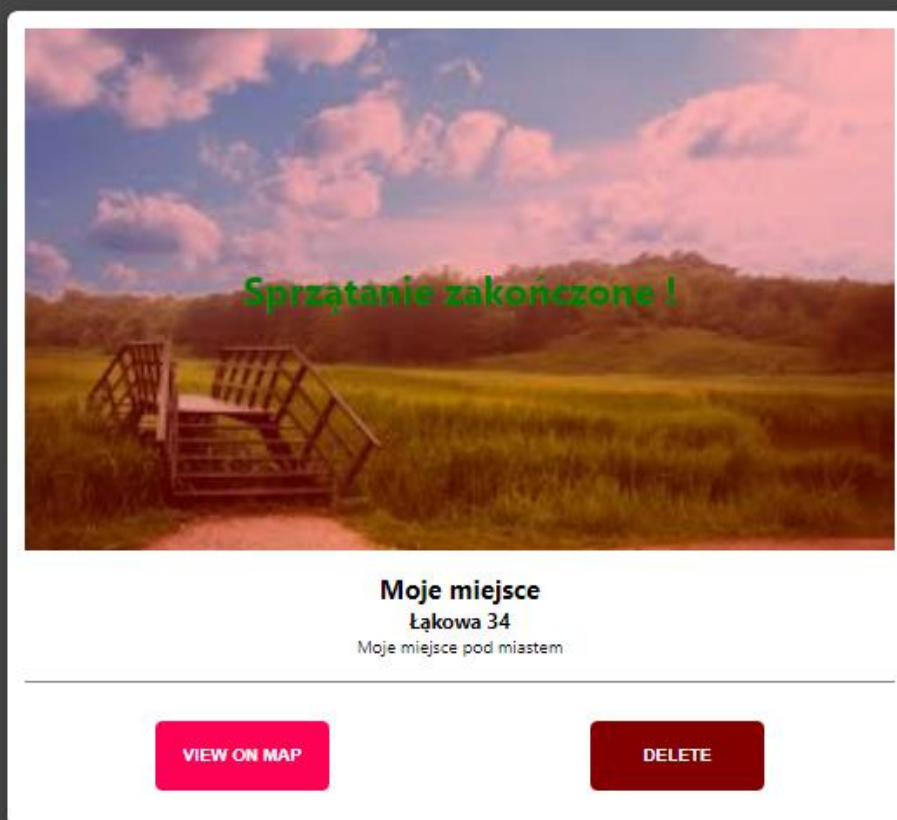 Sprzątanie zakończone !
Moje miejsce
Łąkowa 34
Moje miejsce pod miastem
VIEW ON MAP
DELETE